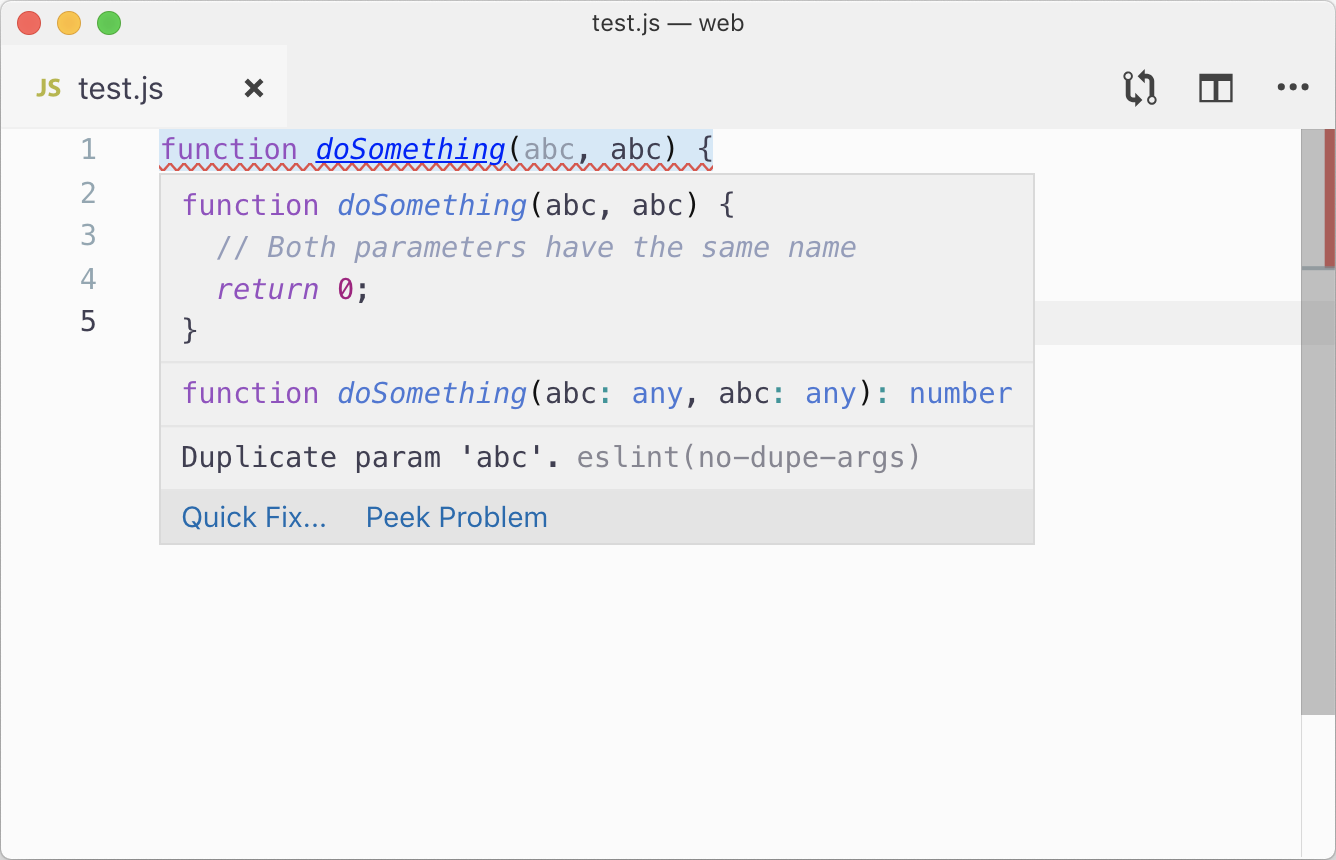 test.js — web
JS test.js
1 function doSomething(abc, abc) {
2
3
4
5
function doSomething(abc, abc) {
  // Both parameters have the same name
  return 0;
}
function doSomething(abc: any, abc: any): number
Duplicate param 'abc'. eslint(no-dupe-args)
Quick Fix... Peek Problem